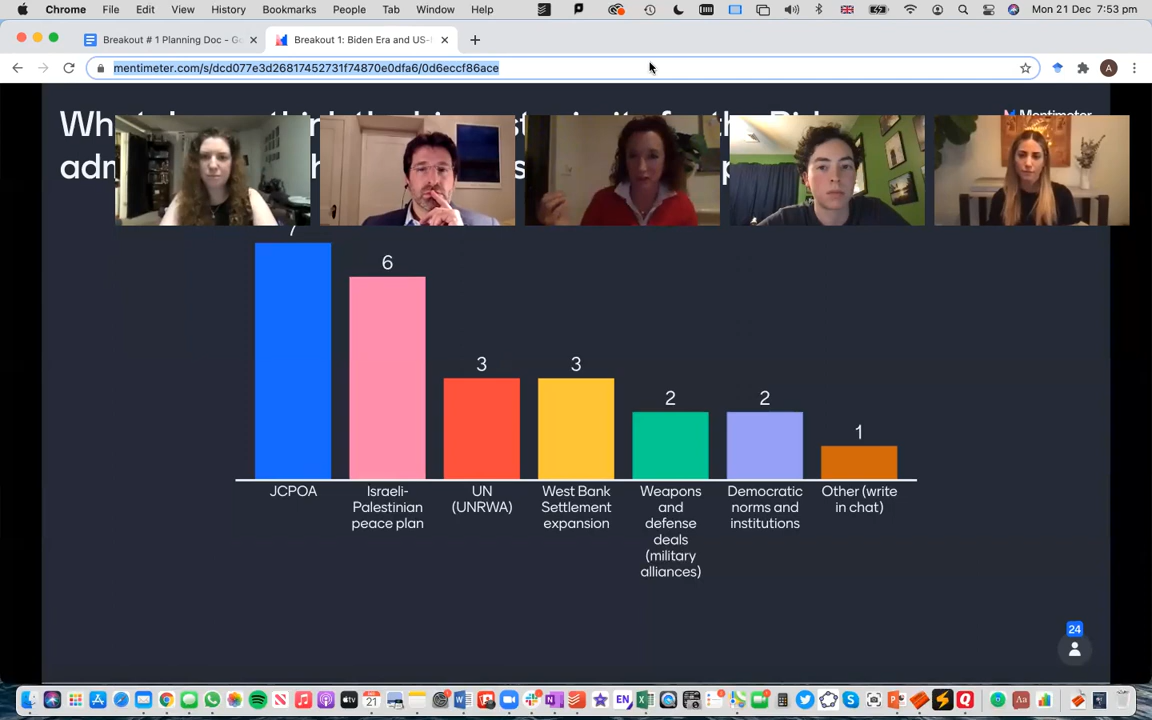 Chrome File Edit View History Bookmarks People Tab Window Help Mon 21 Dec 7:53 pm
Breakout # 1 Planning Doc - G Breakout 1: Biden Era and US-
mentimeter.com/s/dcd077e3d26817452731f74870e0dfa6/0d6eccf86ace A
Mentimeter
7
6
3
3
2
2
1
JCPOA
Israeli-
Palestinian
peace plan
UN
(UNRWA)
West Bank
Settlement
expansion
Weapons
and
defense
deals
(military
alliances)
Democratic
norms and
institutions
Other (write
in chat)
24